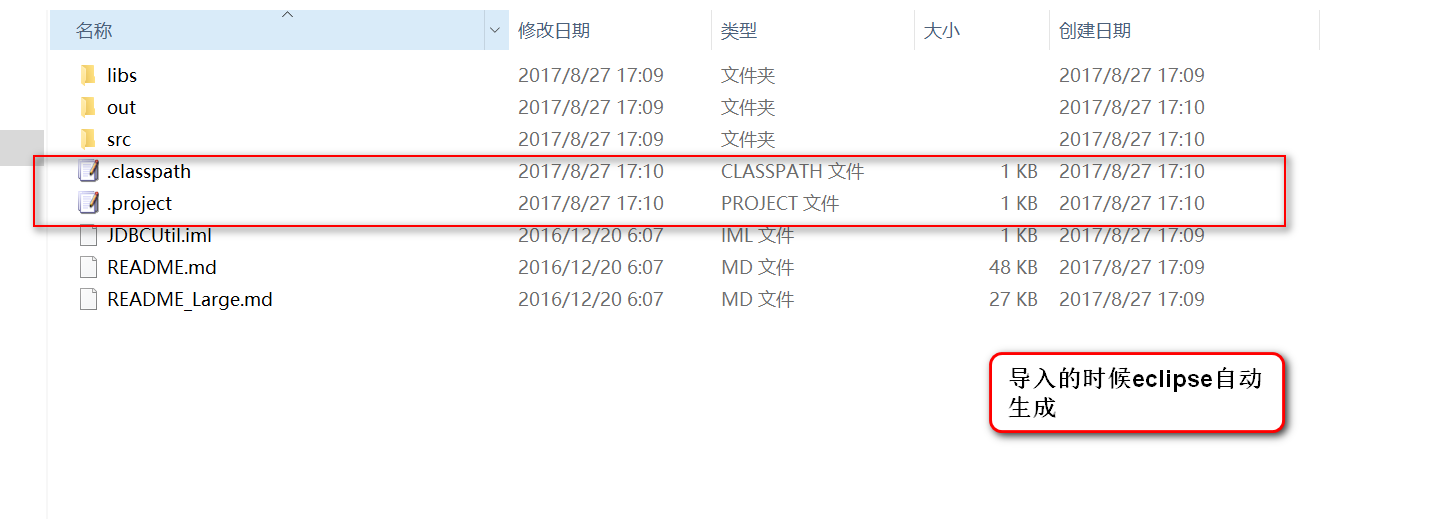 名称 修改日期 类型 大小 创建日期
libs 2017/8/27 17:09 文件夹 2017/8/27 17:09
out 2017/8/27 17:09 文件夹 2017/8/27 17:10
src 2017/8/27 17:09 文件夹 2017/8/27 17:10
.classpath 2017/8/27 17:10 CLASSPATH 文件 1 KB 2017/8/27 17:10
.project 2017/8/27 17:10 PROJECT 文件 1 KB 2017/8/27 17:10
JDBCUtil.iml 2016/12/20 6:07 IML 文件 1 KB 2017/8/27 17:09
README.md 2016/12/20 6:07 MD 文件 48 KB 2017/8/27 17:09
README_Large.md 2016/12/20 6:07 MD 文件 27 KB 2017/8/27 17:09
导入的时候eclipse自动
生成